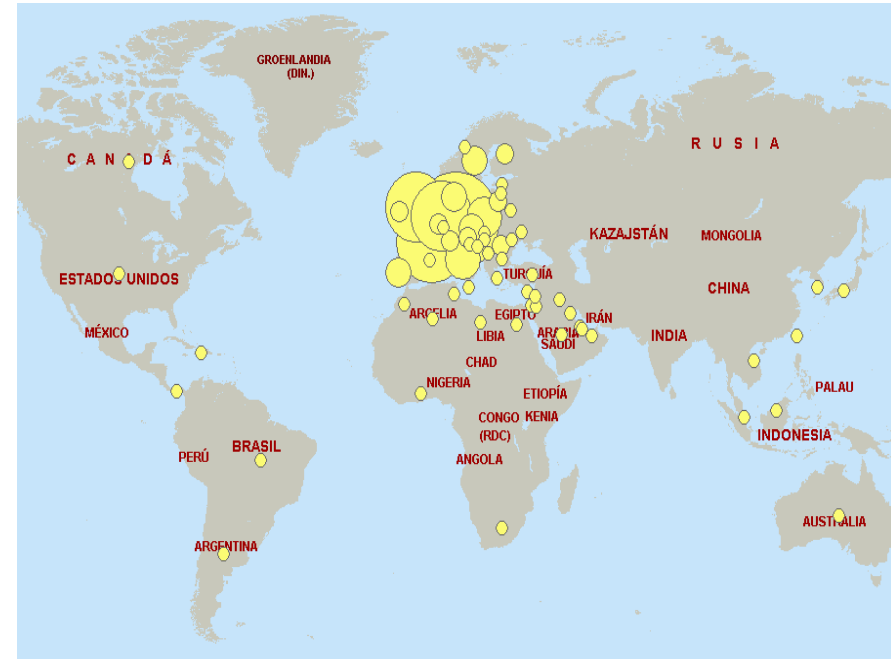 GROENLANDIA
(DIN.)
R U S I A
C A N A D Á
KAZAJSTÁN
MONGOLIA
TURQUÍA
ESTADOS UNIDOS
CHINA
ARGELIA
EGIPTO
IRÁN
MÉXICO
LIBIA
ARABIA
SAUDÍ
INDIA
CHAD
NIGERIA
PALAU
ETIOPÍA
CONGO
(RDC)
KENIA
BRASIL
INDONESIA
PERÚ
ANGOLA
AUSTRALIA
ARGENTINA